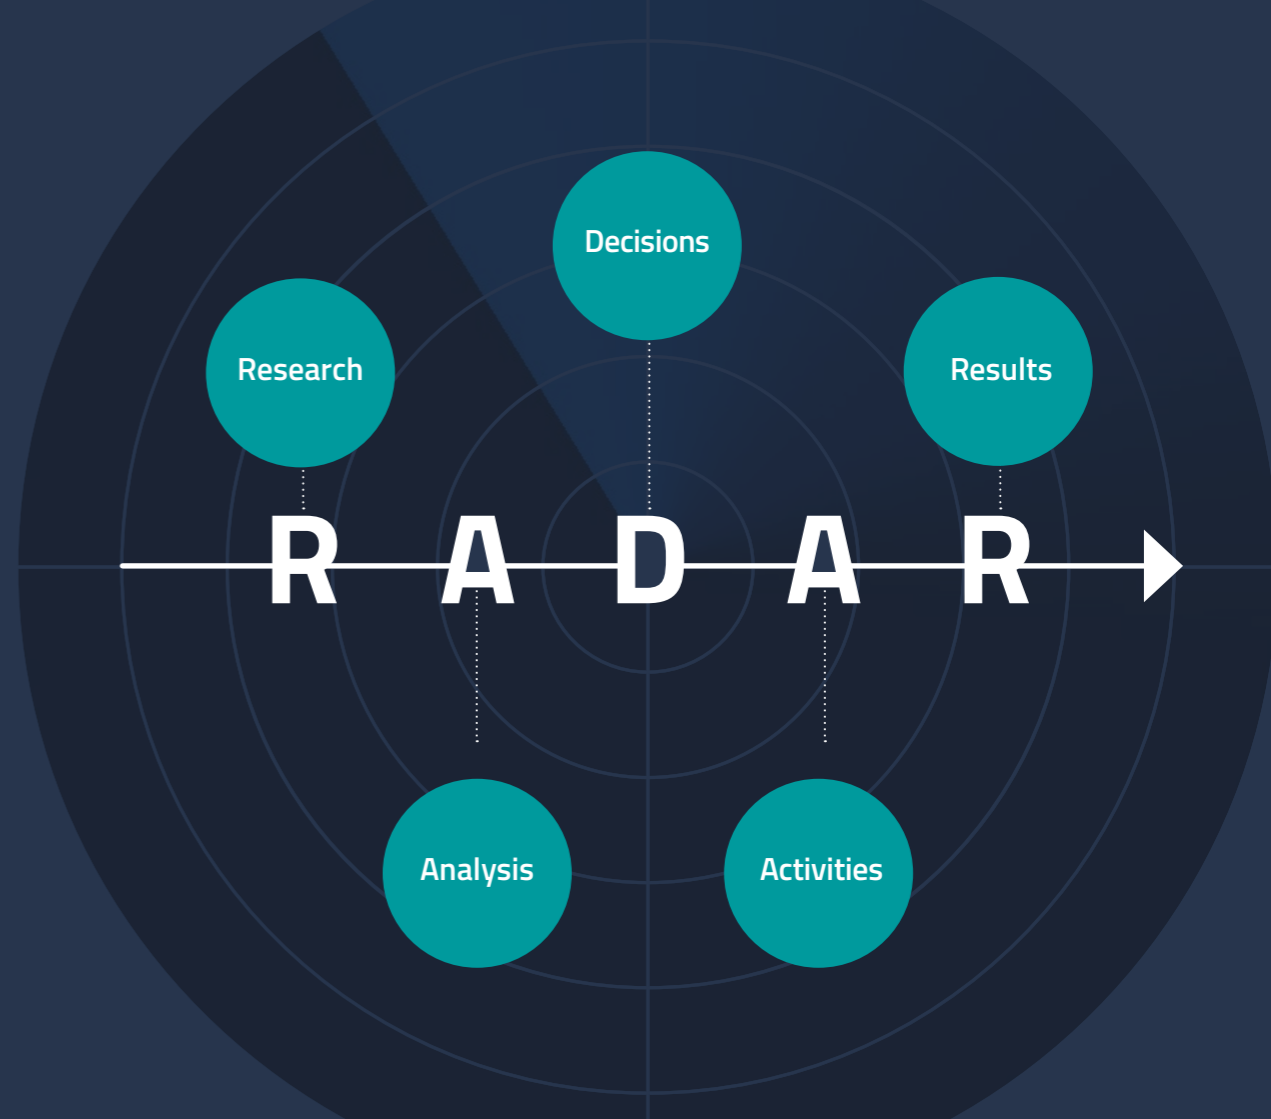 Decisions
Research
Results
R A D A R
Analysis
Activities